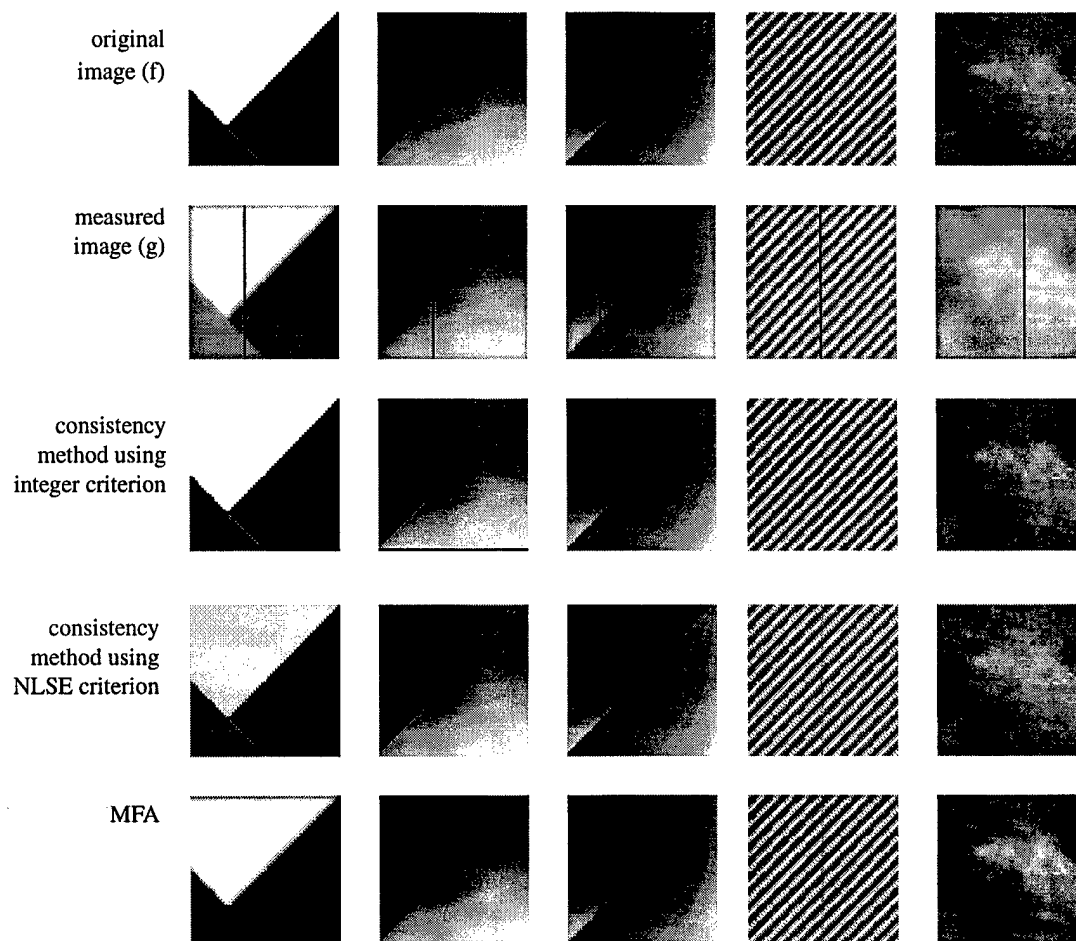 original
image (f)
measured
image (g)
consistency
method using
integer criterion
consistency
method using
NLSE criterion
MFA